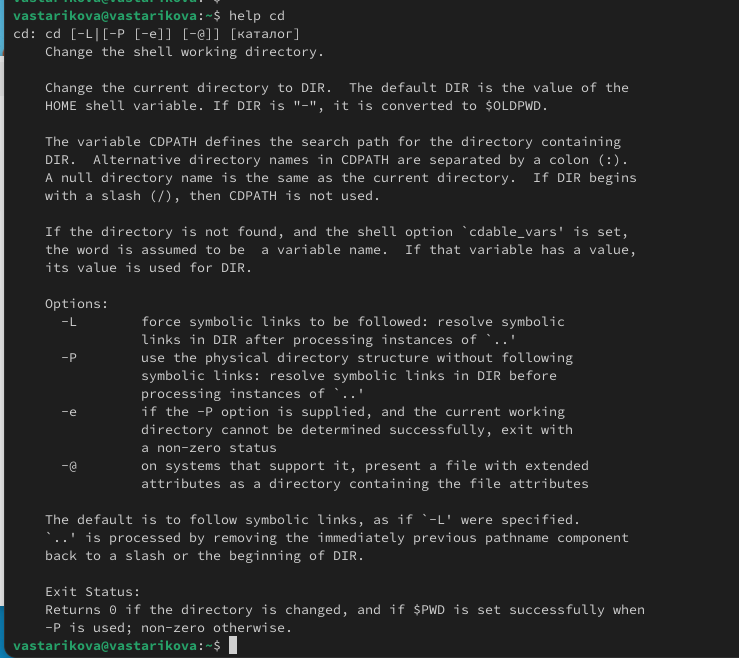 vastarikova@vastarikova:~$ help cd
cd: cd [-L|[-P [-e]] [-@]] [каталог]
    Change the shell working directory.

    Change the current directory to DIR.  The default DIR is the value of the
    HOME shell variable. If DIR is "-", it is converted to $OLDPWD.

    The variable CDPATH defines the search path for the directory containing
    DIR.  Alternative directory names in CDPATH are separated by a colon (:).
    A null directory name is the same as the current directory.  If DIR begins
    with a slash (/), then CDPATH is not used.

    If the directory is not found, and the shell option `cdable_vars' is set,
    the word is assumed to be  a variable name.  If that variable has a value,
    its value is used for DIR.

    Options:
      -L        force symbolic links to be followed: resolve symbolic
                links in DIR after processing instances of `..'
      -P        use the physical directory structure without following
                symbolic links: resolve symbolic links in DIR before
                processing instances of `..'
      -e        if the -P option is supplied, and the current working
                directory cannot be determined successfully, exit with
                a non-zero status
      -@        on systems that support it, present a file with extended
                attributes as a directory containing the file attributes

    The default is to follow symbolic links, as if `-L' were specified.
    `..' is processed by removing the immediately previous pathname component
    back to a slash or the beginning of DIR.

    Exit Status:
    Returns 0 if the directory is changed, and if $PWD is set successfully when
    -P is used; non-zero otherwise.
vastarikova@vastarikova:~$